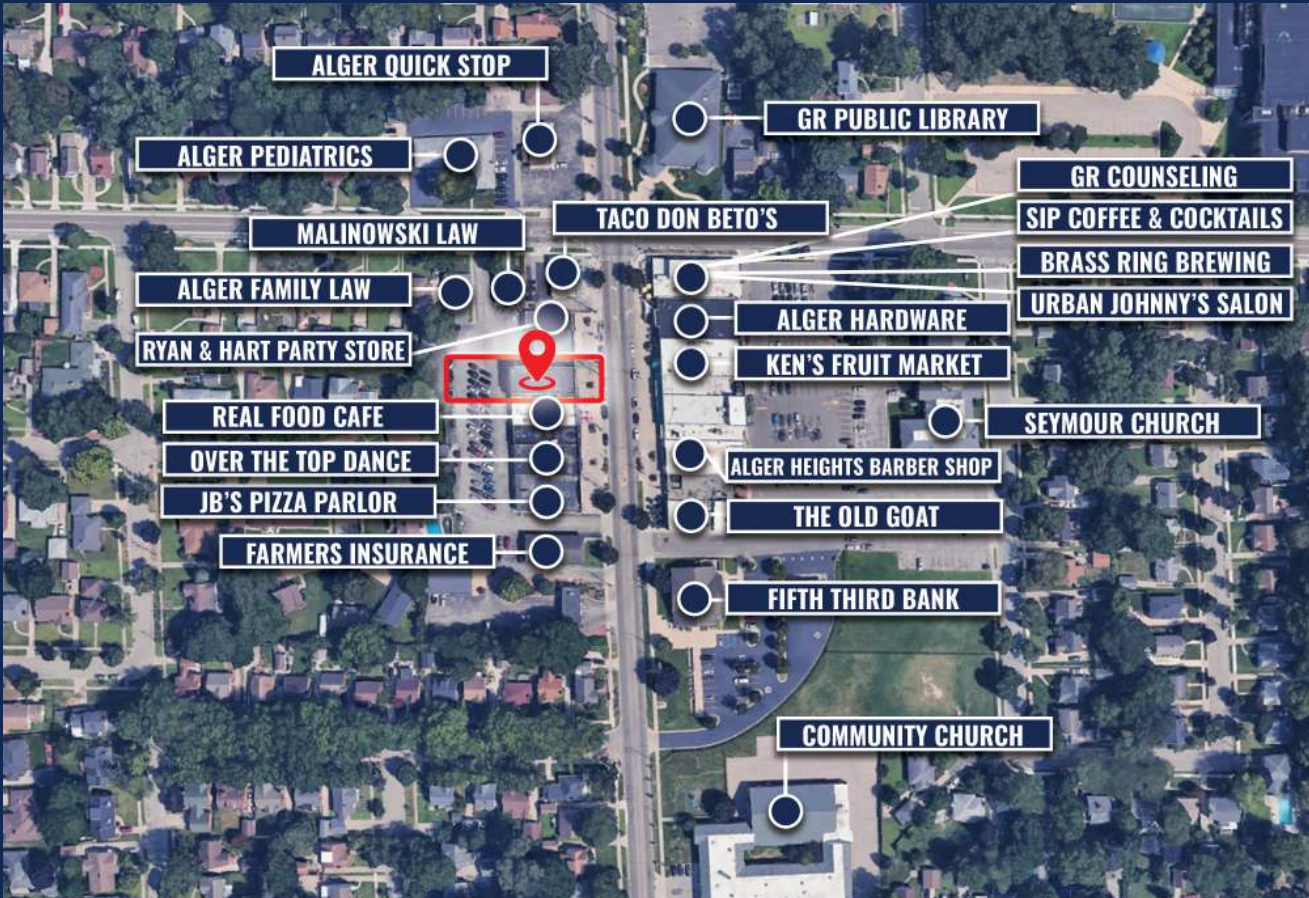 ALGER QUICK STOP
GR PUBLIC LIBRARY
ALGER PEDIATRICS
GR COUNSELING
SIP COFFEE & COCKTAILS
BRASS RING BREWING
URBAN JOHNNY'S SALON
TACO DON BETO'S
MALINOWSKI LAW
ALGER FAMILY LAW
RYAN & HART PARTY STORE
ALGER HARDWARE
KEN'S FRUIT MARKET
REAL FOOD CAFE
SEYMOUR CHURCH
OVER THE TOP DANCE
ALGER HEIGHTS BARBER SHOP
JB'S PIZZA PARLOR
THE OLD GOAT
FARMERS INSURANCE
FIFTH THIRD BANK
COMMUNITY CHURCH